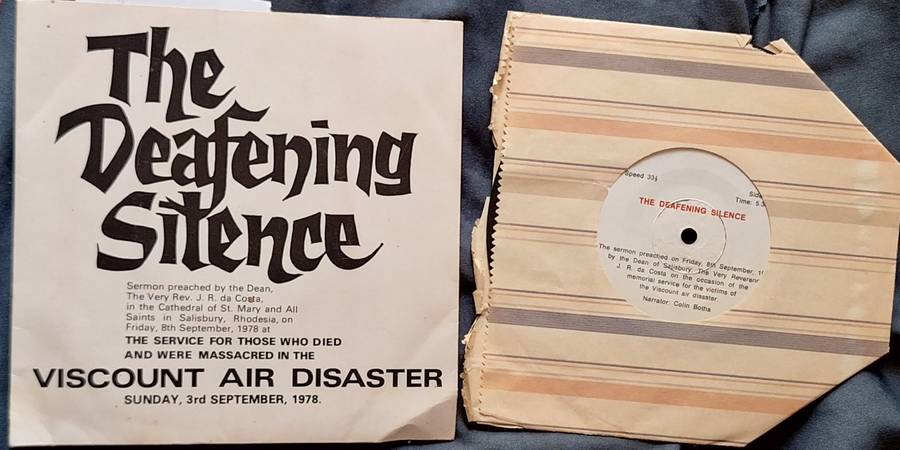 The
Deafening
Silence
Sermon preached by the Dean,
The Very Rev. J. R. da Costa,
in the Cathedral of St. Mary and All
Saints in Salisbury, Rhodesia, on
Friday, 8th September, 1978 at
THE SERVICE FOR THOSE WHO DIED
AND WERE MASSACRED IN THE
VISCOUNT AIR DISASTER
SUNDAY, 3rd SEPTEMBER, 1978.
Speed 33⅓
Side
Time: 5.3
THE DEAFENING SILENCE
The sermon preached on Friday, 8th September,
by the Dean of Salisbury, The Very Reverend
J. R. da Costa on the occasion of the
memorial service for the victims of
the Viscount air disaster.
Narrator: Colin Botha